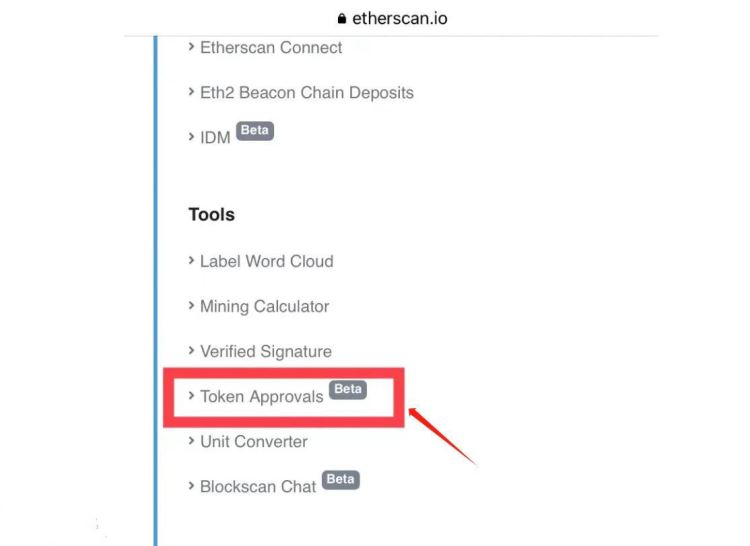 etherscan.io
Etherscan Connect
Eth2 Beacon Chain Deposits
IDM Beta
Tools
Label Word Cloud
Mining Calculator
Verified Signature
Token Approvals Beta
Unit Converter
Blockscan Chat Beta